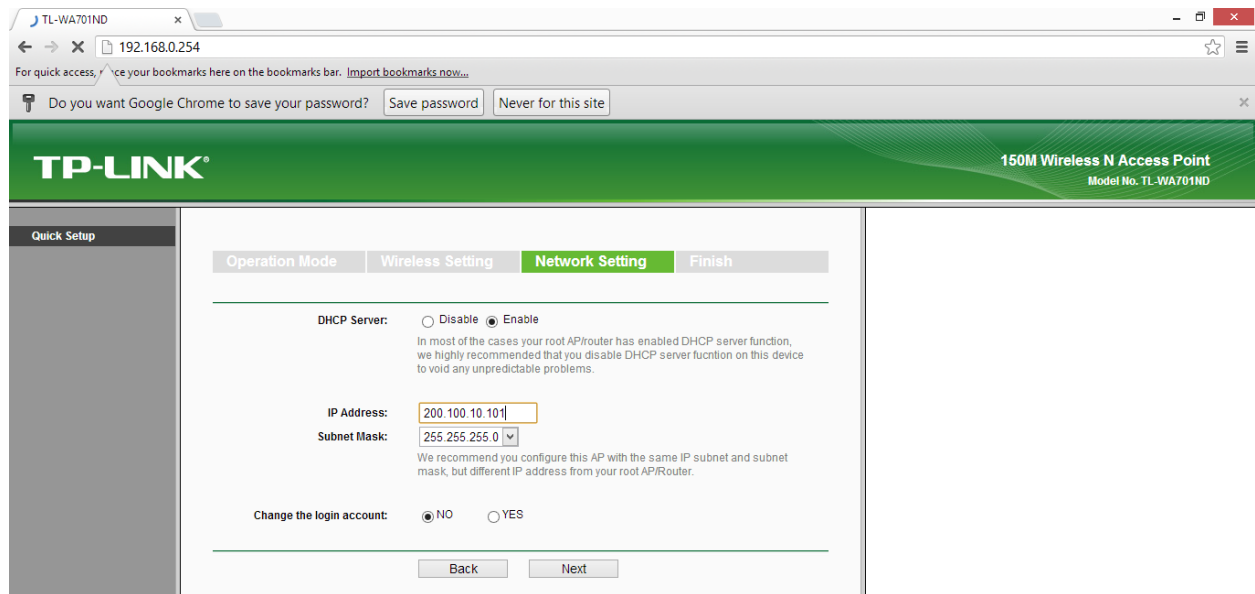 TL-WA701ND
192.168.0.254
For quick access, place your bookmarks here on the bookmarks bar. Import bookmarks now...
Do you want Google Chrome to save your password? Save password Never for this site
TP-LINK®
150M Wireless N Access Point
Model No. TL-WA701ND
Quick Setup
Operation Mode Wireless Setting Network Setting Finish
DHCP Server: Disable Enable
In most of the cases your root AP/router has enabled DHCP server function,
we highly recommended that you disable DHCP server fucntion on this device
to void any unpredictable problems.
IP Address: 200.100.10.101
Subnet Mask: 255.255.255.0
We recommend you configure this AP with the same IP subnet and subnet
mask, but different IP address from your root AP/Router.
Change the login account: NO YES
Back Next